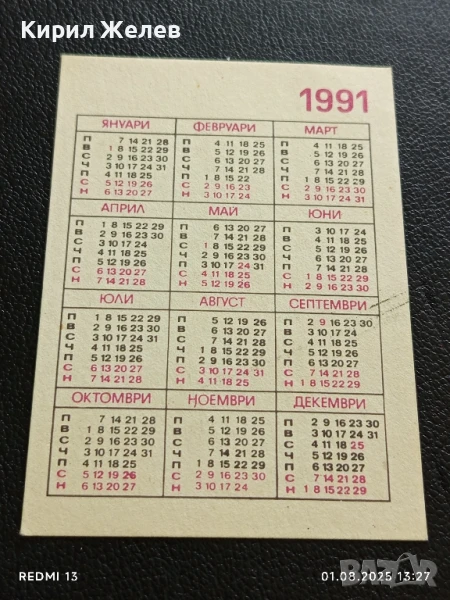 Кирил Желев
1991
ЯНУАРИ
П 7 14 21 28
В 1 8 15 22 29
С 2 9 16 23 30
Ч 3 10 17 24 31
П 4 11 18 25
С 5 12 19 26
Н 6 13 20 27
ФЕВРУАРИ
П 4 11 18 25
В 5 12 19 26
С 6 13 20 27
Ч 7 14 21 28
П 1 8 15 22
С 2 9 16 23
Н 3 10 17 24
МАРТ
П 4 11 18 25
В 5 12 19 26
С 6 13 20 27
Ч 7 14 21 28
П 1 8 15 22 29
С 2 9 16 23 30
Н 3 10 17 24 31
АПРИЛ
П 1 8 15 22 29
В 2 9 16 23 30
С 3 10 17 24
Ч 4 11 18 25
П 5 12 19 26
С 6 13 20 27
Н 7 14 21 28
МАЙ
П 6 13 20 27
В 7 14 21 28
С 1 8 15 22 29
Ч 2 9 16 23 30
П 3 10 17 24 31
С 4 11 18 25
Н 5 12 19 26
ЮНИ
П 3 10 17 24
В 4 11 18 25
С 5 12 19 26
Ч 6 13 20 27
П 7 14 21 28
С 1 8 15 22 29
Н 2 9 16 23 30
ЮЛИ
П 1 8 15 22 29
В 2 9 16 23 30
С 3 10 17 24 31
Ч 4 11 18 25
П 5 12 19 26
С 6 13 20 27
Н 7 14 21 28
АВГУСТ
П 5 12 19 26
В 6 13 20 27
С 7 14 21 28
Ч 1 8 15 22 29
П 2 9 16 23 30
С 3 10 17 24 31
Н 4 11 18 25
СЕПТЕМВРИ
П 2 9 16 23 30
В 3 10 17 24
С 4 11 18 25
Ч 5 12 19 26
П 6 13 20 27
С 7 14 21 28
Н 1 8 15 22 29
ОКТОМВРИ
П 7 14 21 28
В 1 8 15 22 29
С 2 9 16 23 30
Ч 3 10 17 24 31
П 4 11 18 25
С 5 12 19 26
Н 6 13 20 27
НОЕМВРИ
П 4 11 18 25
В 5 12 19 26
С 6 13 20 27
Ч 7 14 21 28
П 1 8 15 22 29
С 2 9 16 23 30
Н 3 10 17 24
ДЕКЕМВРИ
П 2 9 16 23 30
В 3 10 17 24 31
С 4 11 18 25
Ч 5 12 19 26
П 6 13 20 27
С 7 14 21 28
Н 1 8 15 22 29
BAZAR
REDMI 13
01.08.2025 13:27